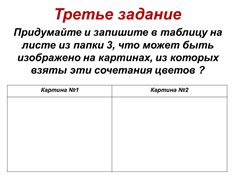 Третье задание
Придумайте и запишите в таблицу на
листе из папки 3, что может быть
изображено на картинах, из которых
взяты эти сочетания цветов ?
Картина №1 Картина №2